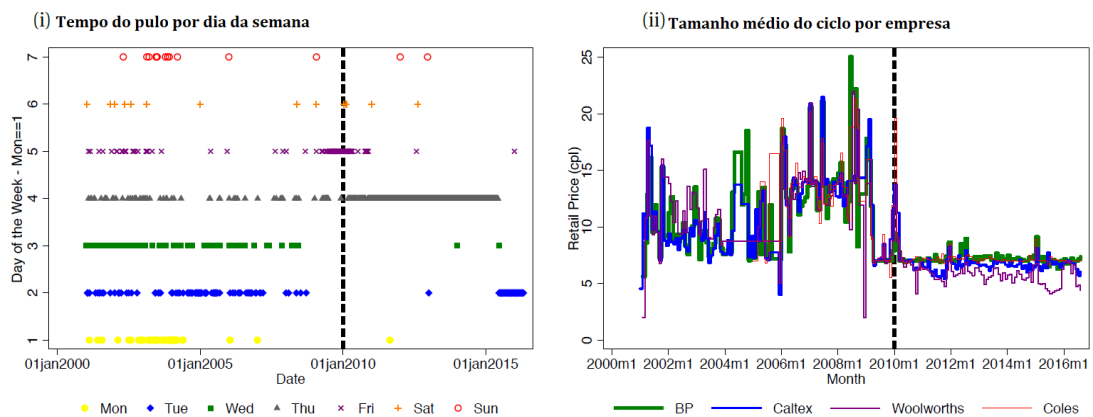 (i) Tempo do pulo por dia da semana
Day of the Week - Mon==1
7
6
5
4
3
2
1
01jan2000 01jan2005 01jan2010 01jan2015
Date
Mon Tue Wed Thu Fri Sat Sun
(ii) Tamanho médio do ciclo por empresa
Retail Price (cpl)
25
20
15
10
5
0
2000m1 2002m1 2004m1 2006m1 2008m1 2010m1 2012m1 2014m1 2016m1
Month
BP Caltex Woolworths Coles